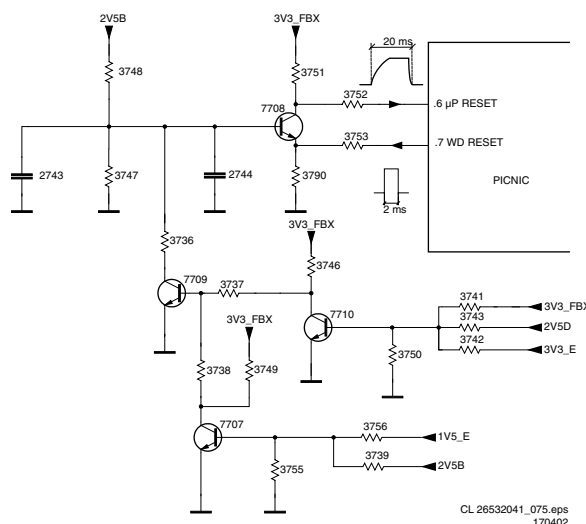 2V5B
3V3_FBX
20 ms
3748
3751
3752
.6 µP RESET
7708
3753
.7 WD RESET
2743
3747
2744
3790
PICNIC
2 ms
3V3_FBX
3736
3746
7709
3737
7710
3741
3V3_FBX
3743
2V5D
3742
3V3_E
3V3_FBX
3750
3738
3749
7707
3756
1V5_E
3739
2V5B
3755
CL 26532041_075.eps
170402